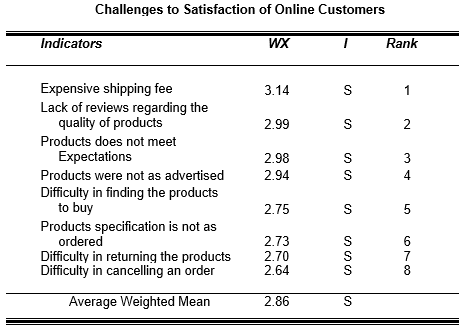 Challenges to Satisfaction of Online Customers
Indicators WX I Rank
Expensive shipping fee 3.14 S 1
Lack of reviews regarding the
quality of products 2.99 S 2
Products does not meet
Expectations 2.98 S 3
Products were not as advertised 2.94 S 4
Difficulty in finding the products
to buy 2.75 S 5
Products specification is not as
ordered 2.73 S 6
Difficulty in returning the products 2.70 S 7
Difficulty in cancelling an order 2.64 S 8
Average Weighted Mean 2.86 S